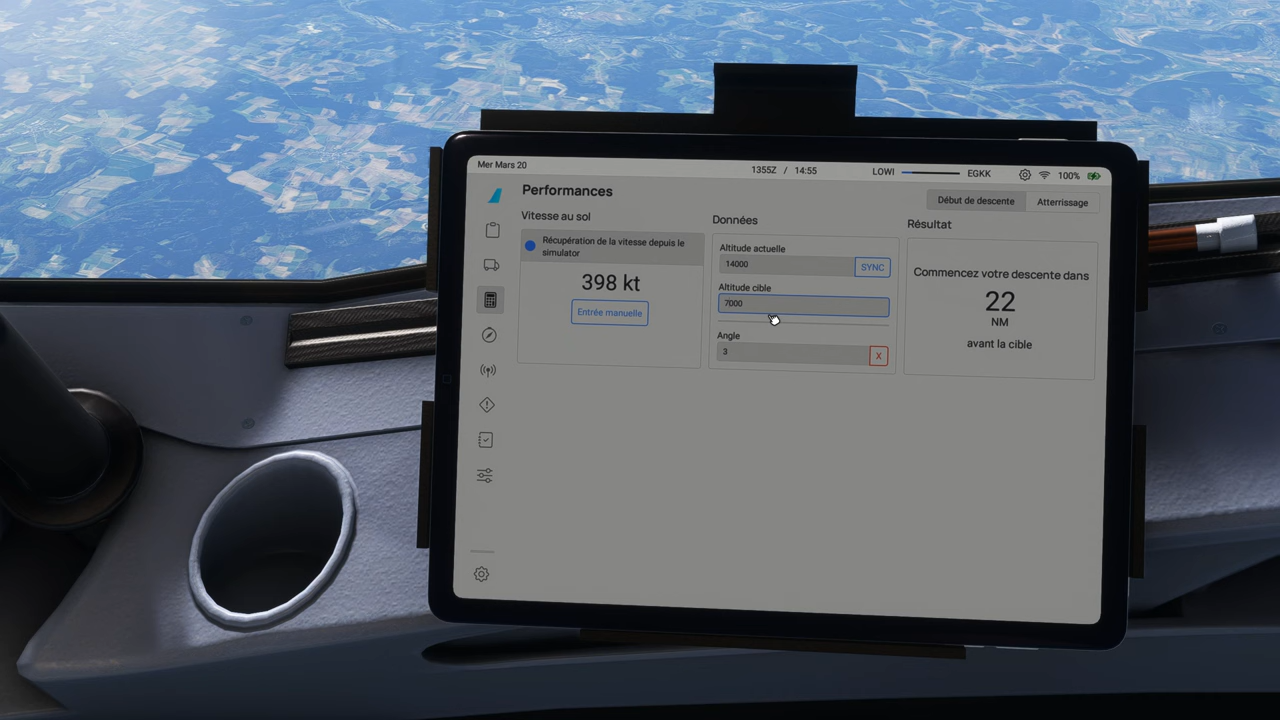 Mer Mars 20
1355Z / 14:55
LOWI
EGKK
100%
Performances
Début de descente
Atterrissage
Vitesse au sol
Récupération de la vitesse depuis le
simulator
398 kt
Entrée manuelle
Données
Altitude actuelle
14000
SYNC
Altitude cible
7000
Angle
3
X
Résultat
Commencez votre descente dans
22
NM
avant la cible